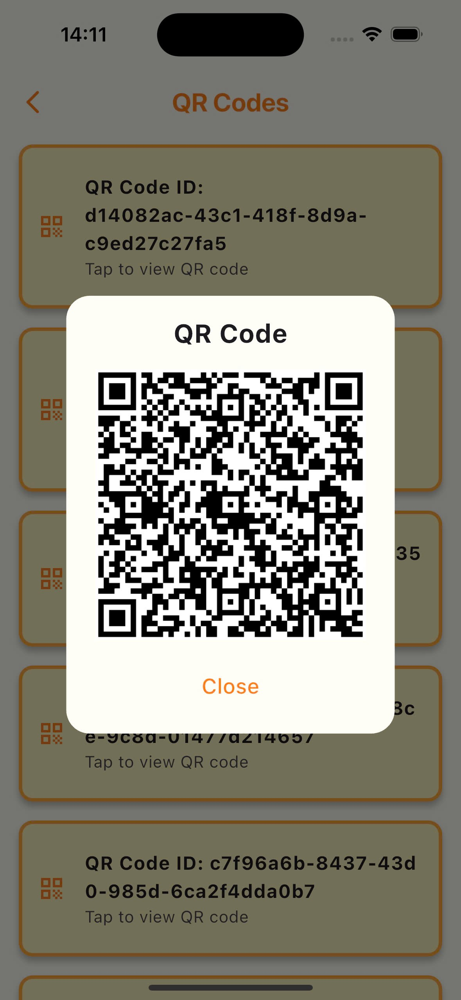 14:11
QR Codes
QR Code ID:
d14082ac-43c1-418f-8d9a-
c9ed27c27fa5
Tap to view QR code
QR Code
35
Close
8c
e-9c8d-01477d214657
Tap to view QR code
QR Code ID: c7f96a6b-8437-43d
0-985d-6ca2f4dda0b7
Tap to view QR code